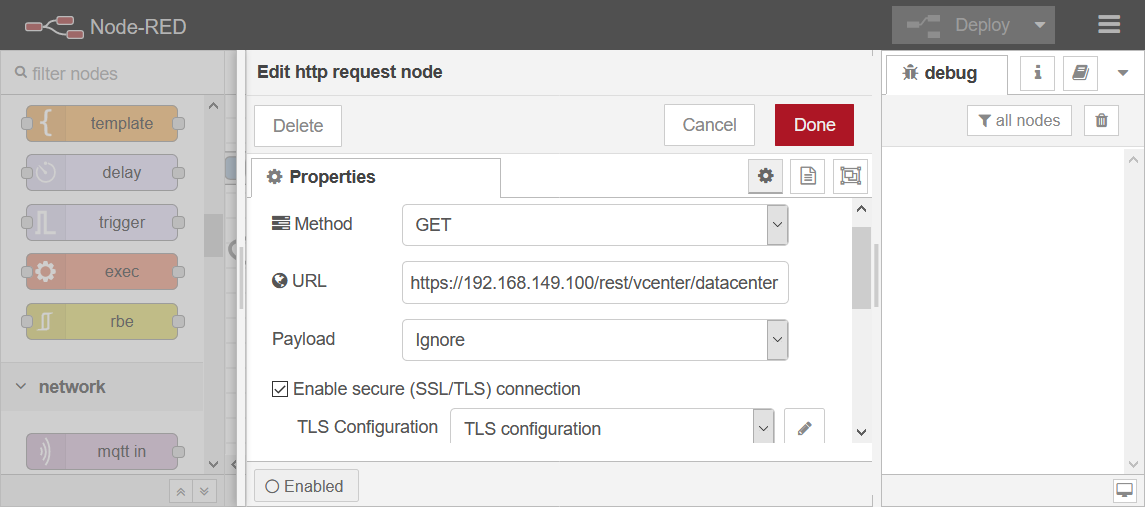 Node-RED
Deploy
filter nodes
template
delay
trigger
exec
rbe
network
mqtt in
Edit http request node
Delete
Cancel
Done
Properties
Method
GET
URL
https://192.168.149.100/rest/vcenter/datacenter
Payload
Ignore
Enable secure (SSL/TLS) connection
TLS Configuration
TLS configuration
Enabled
debug
i
all nodes